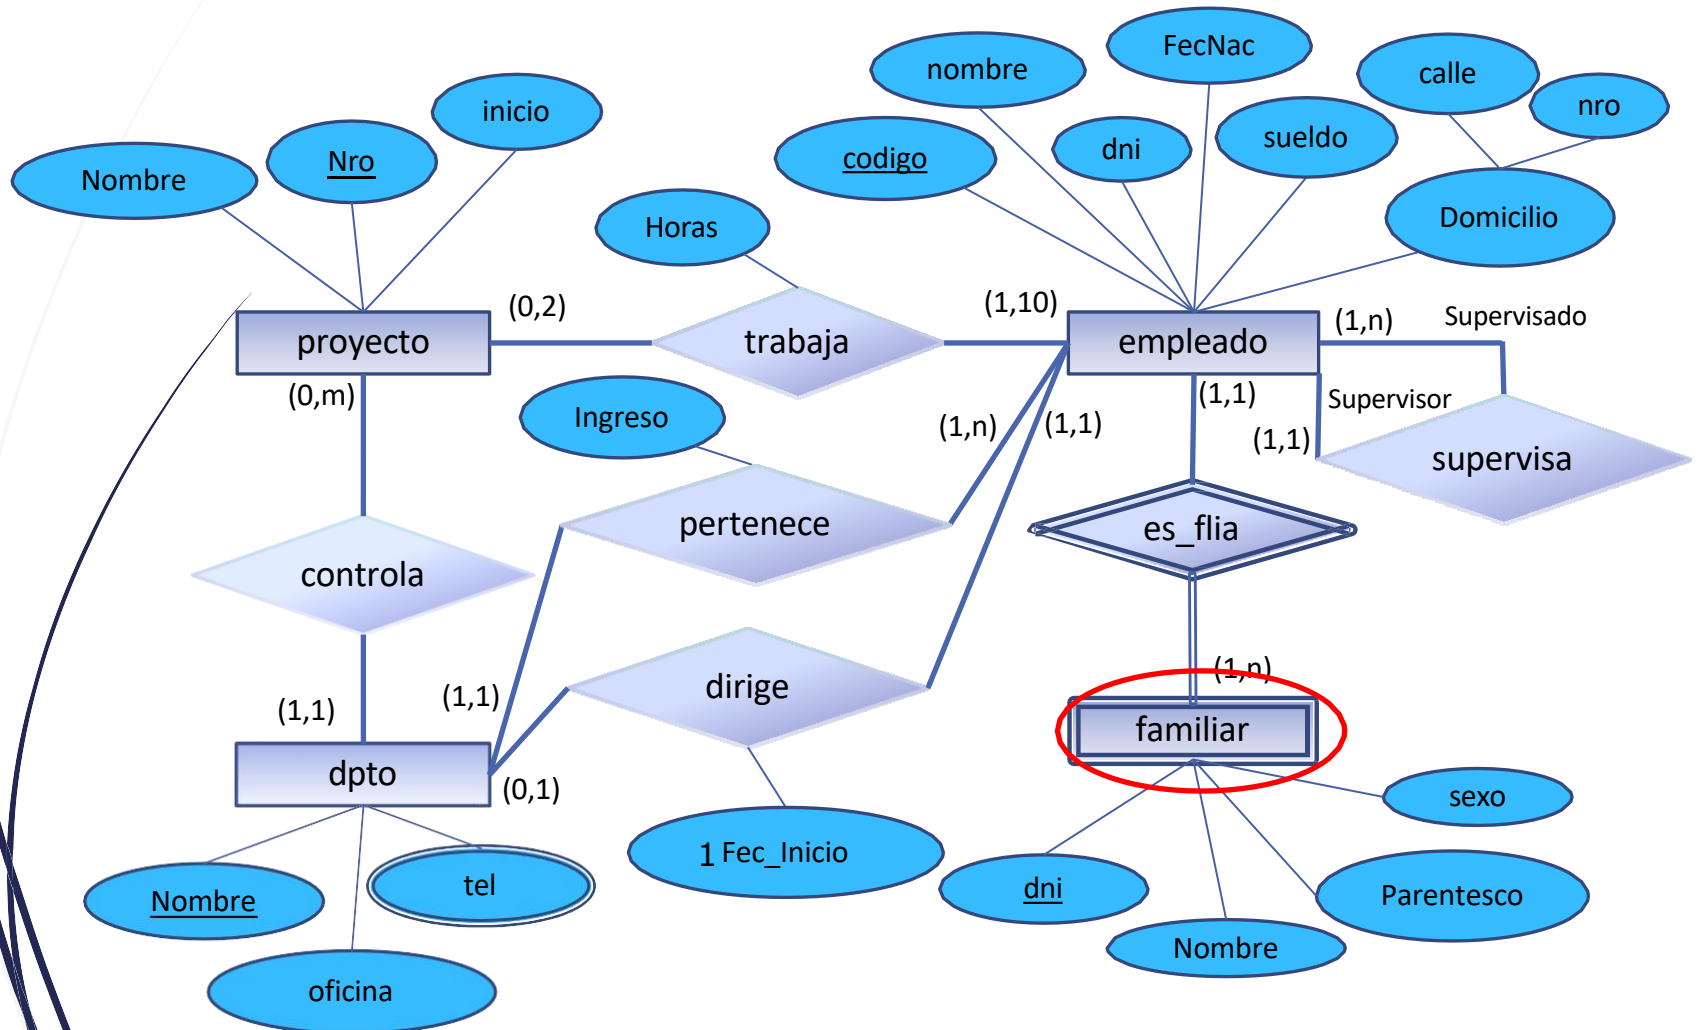 FecNac
nombre
calle
inicio
nro
Nombre
Nro
codigo
dni
sueldo
Domicilio
Horas
(0,2)
(1,10)
(1,n)
Supervisado
proyecto
trabaja
empleado
(0,m)
(1,1)
Supervisor
Ingreso
(1,n)
(1,1)
(1,1)
supervisa
pertenece
es_flia
controla
(1,n)
dirige
(1,1)
(1,1)
familiar
dpto
(0,1)
sexo
1 Fec_Inicio
tel
dni
Parentesco
Nombre
Nombre
oficina